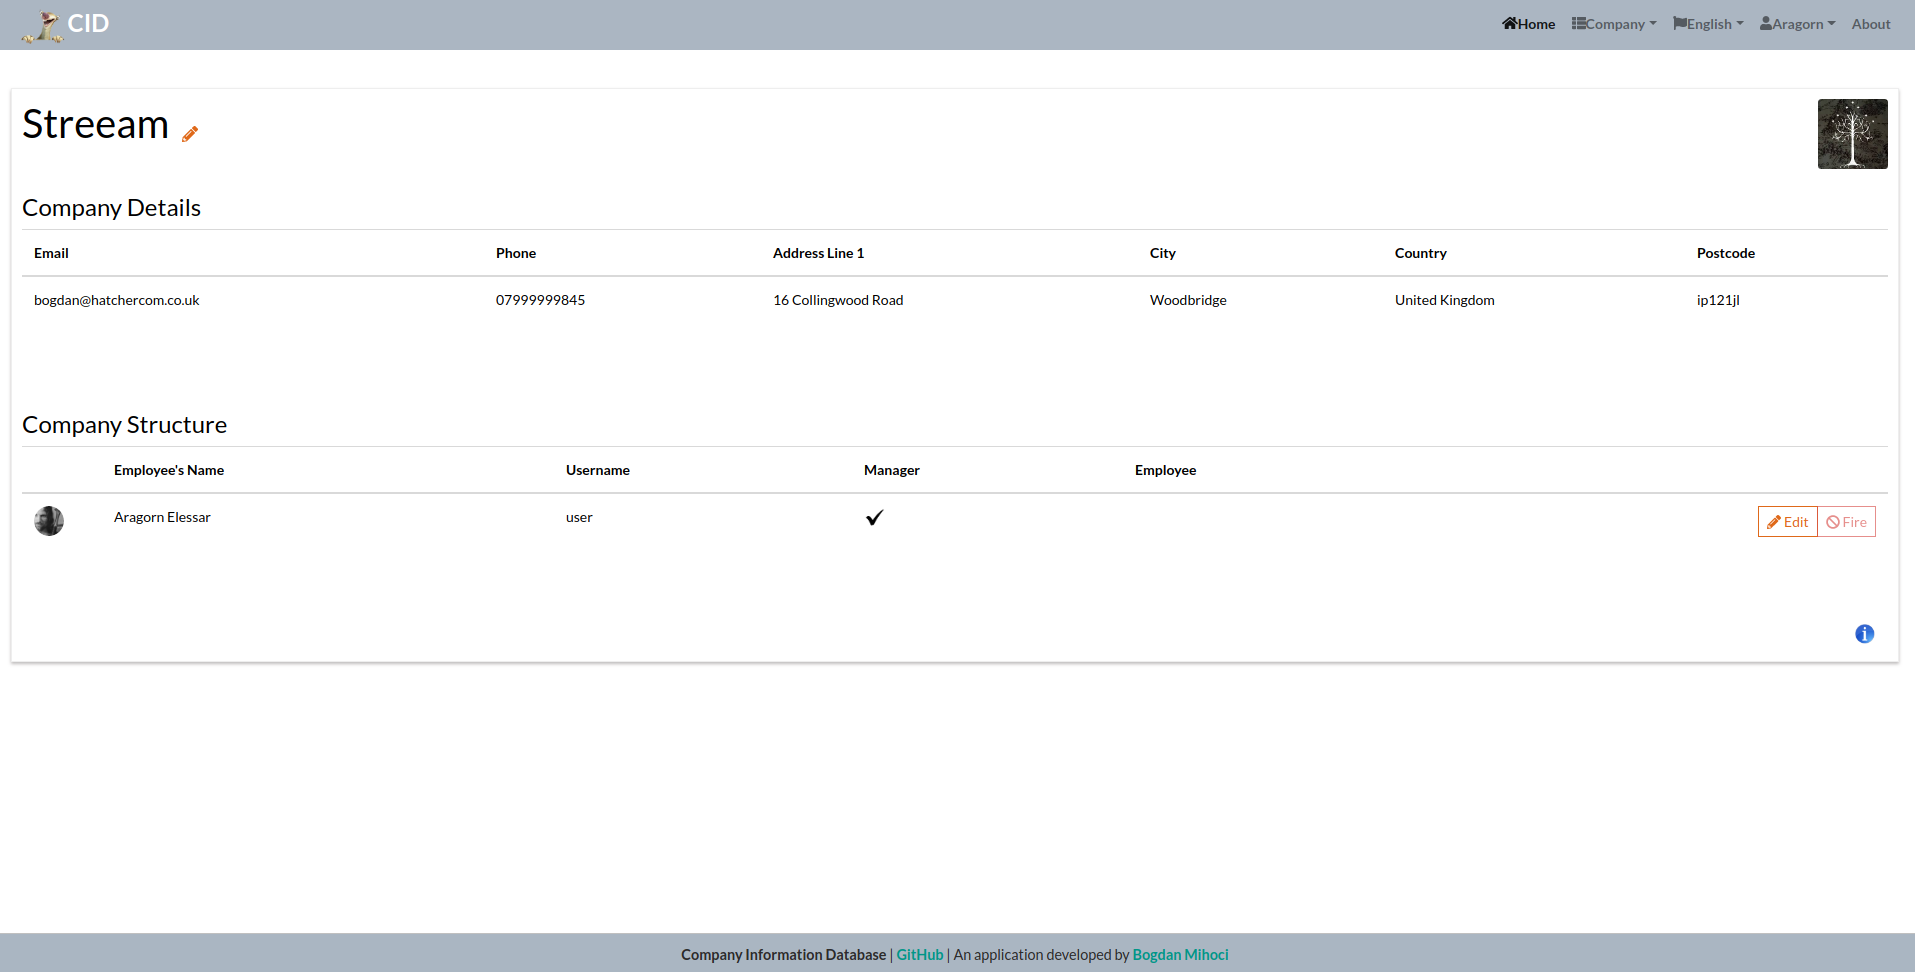 CID Home Company English Aragorn About
Streeam
Company Details
Email Phone Address Line 1 City Country Postcode
bogdan@hatchercom.co.uk 07999999845 16 Collingwood Road Woodbridge United Kingdom ip121jl
Company Structure
Employee's Name Username Manager Employee
Aragorn Elessar user Edit Fire
Company Information Database | GitHub | An application developed by Bogdan Mihoci